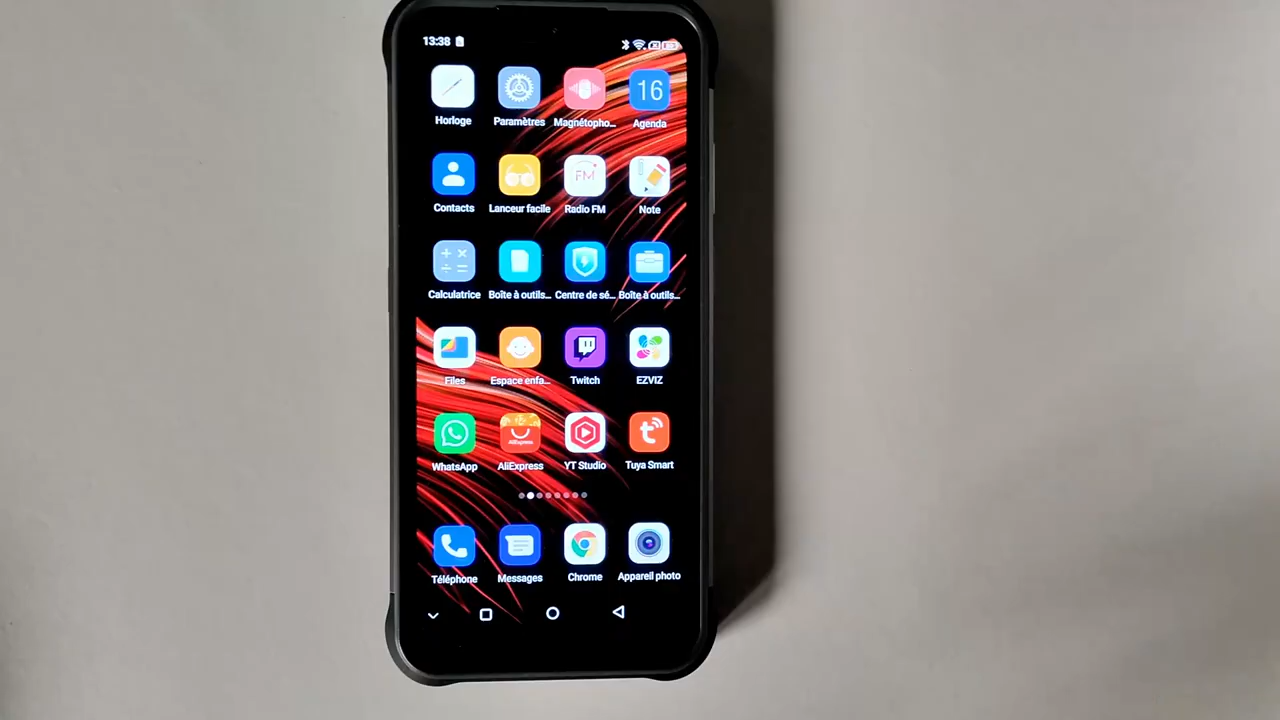 13:38
16
Horloge Paramètres Magnétopho... Agenda
FM
Contacts Lanceur facile Radio FM Note
Calculatrice Boîte à outils... Centre de sé... Boîte à outils...
Files Espace enfa... Twitch EZVIZ
AliExpress
WhatsApp AliExpress YT Studio Tuya Smart
Téléphone Messages Chrome Appareil photo